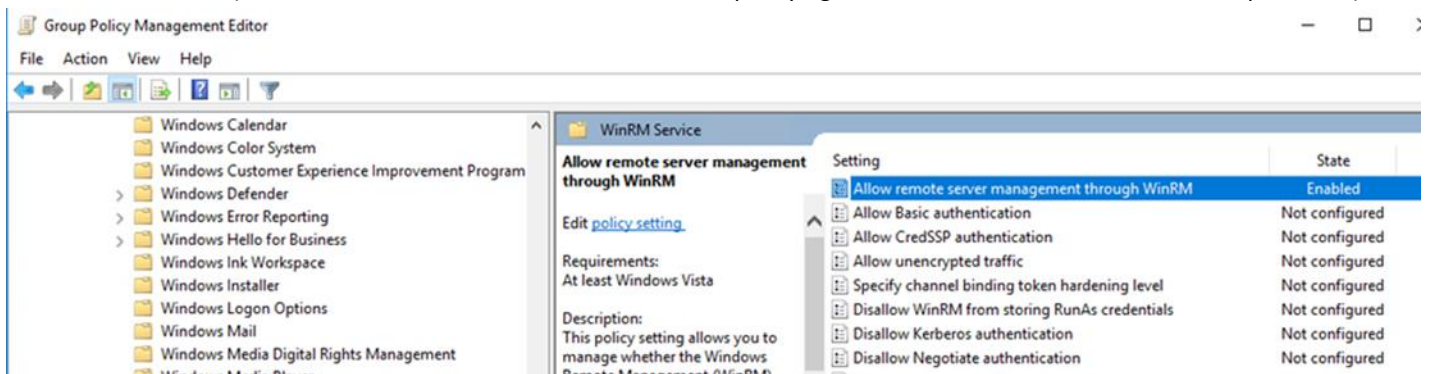 Group Policy Management Editor
File Action View Help
Windows Calendar
Windows Color System
Windows Customer Experience Improvement Program
Windows Defender
Windows Error Reporting
Windows Hello for Business
Windows Ink Workspace
Windows Installer
Windows Logon Options
Windows Mail
Windows Media Digital Rights Management
WinRM Service
Allow remote server management
through WinRM
Edit policy setting
Requirements:
At least Windows Vista
Description:
This policy setting allows you to
manage whether the Windows
Setting State
Allow remote server management through WinRM Enabled
Allow Basic authentication Not configured
Allow CredSSP authentication Not configured
Allow unencrypted traffic Not configured
Specify channel binding token hardening level Not configured
Disallow WinRM from storing RunAs credentials Not configured
Disallow Kerberos authentication Not configured
Disallow Negotiate authentication Not configured